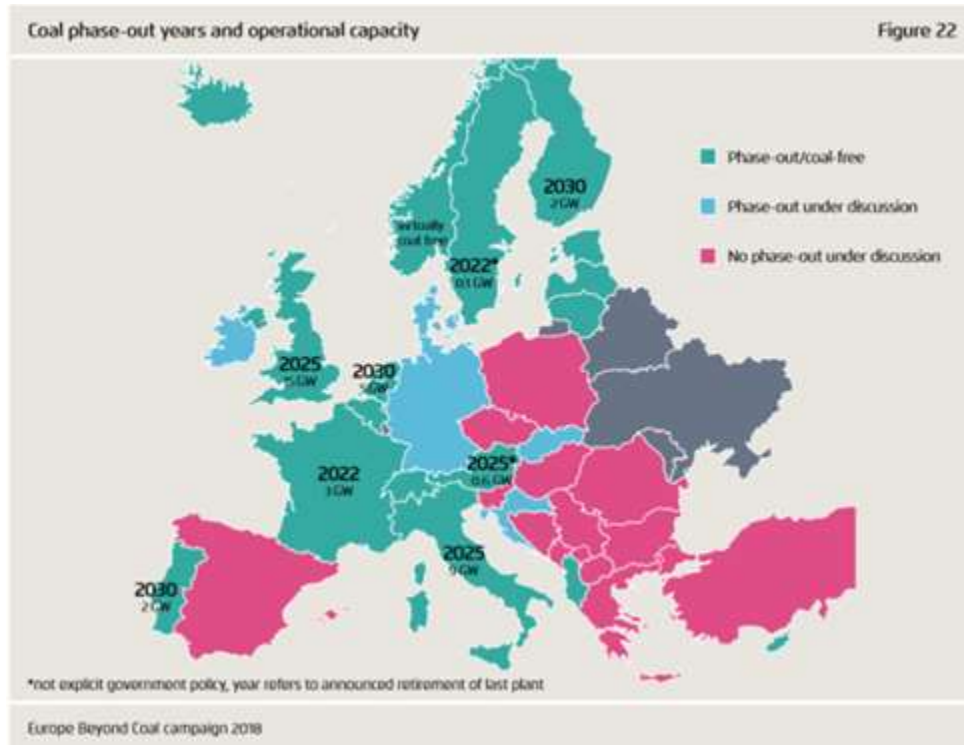 Coal phase-out years and operational capacity
Figure 22
Phase-out/coal-free
2030
2 GW
Phase-out under discussion
virtually
coal free
No phase-out under discussion
2022*
0.1 GW
2025
2030
GW
2022
2025*
0.6 GW
2025
9 GW
2030
2 GW
*not explicit government policy, year refers to announced retirement of last plant
Europe Beyond Coal campaign 2018